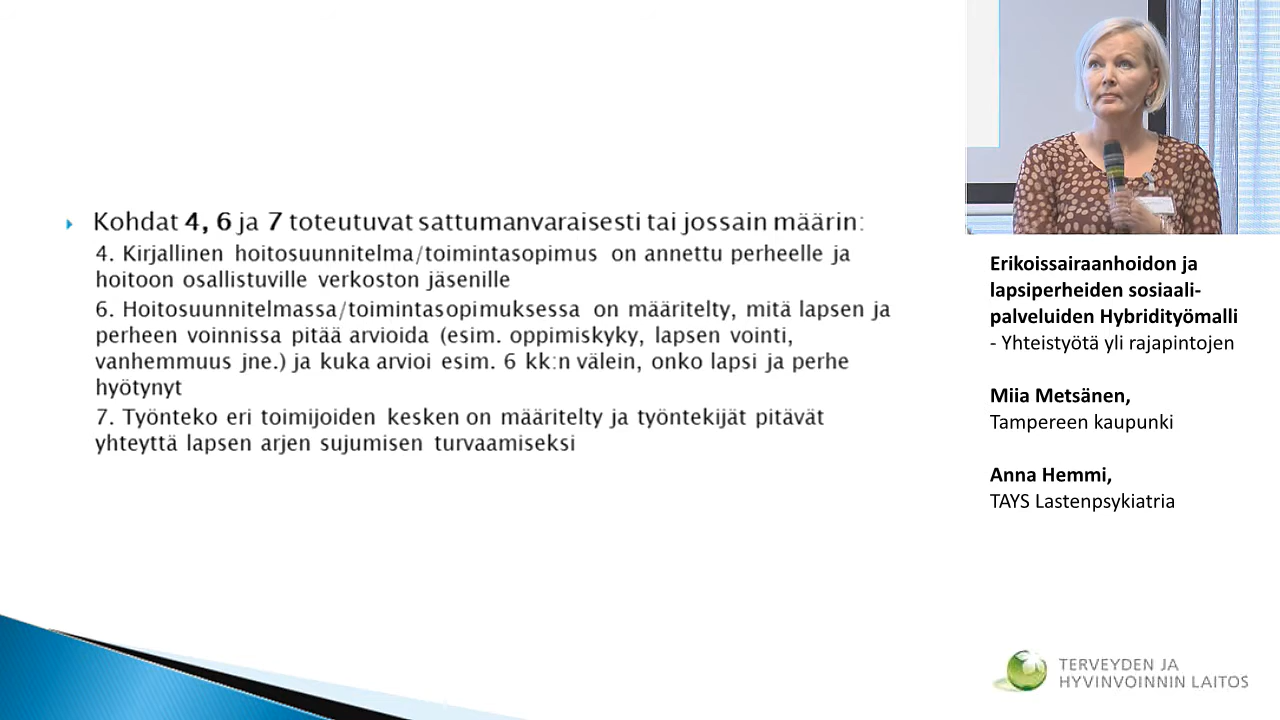 Kohdat 4, 6 ja 7 toteutuvat sattumanvaraisesti tai jossain määrin:
4. Kirjallinen hoitosuunnitelma/toimintasopimus on annettu perheelle ja
hoitoon osallistuville verkoston jäsenille
6. Hoitosuunnitelmassa/toimintasopimuksessa on määritelty, mitä lapsen ja
perheen voinnissa pitää arvioida (esim. oppimiskyky, lapsen vointi,
vanhemmuus jne.) ja kuka arvioi esim. 6 kk:n välein, onko lapsi ja perhe
hyötynyt
7. Työnteko eri toimijoiden kesken on määritelty ja työntekijät pitävät
yhteyttä lapsen arjen sujumisen turvaamiseksi
Erikoissairaanhoidon ja
lapsiperheiden sosiaali-
palveluiden Hybridityömalli
- Yhteistyötä yli rajapintojen
Miia Metsänen,
Tampereen kaupunki
Anna Hemmi,
TAYS Lastenpsykiatria
TERVEYDEN JA
HYVINVOINNIN LAITOS